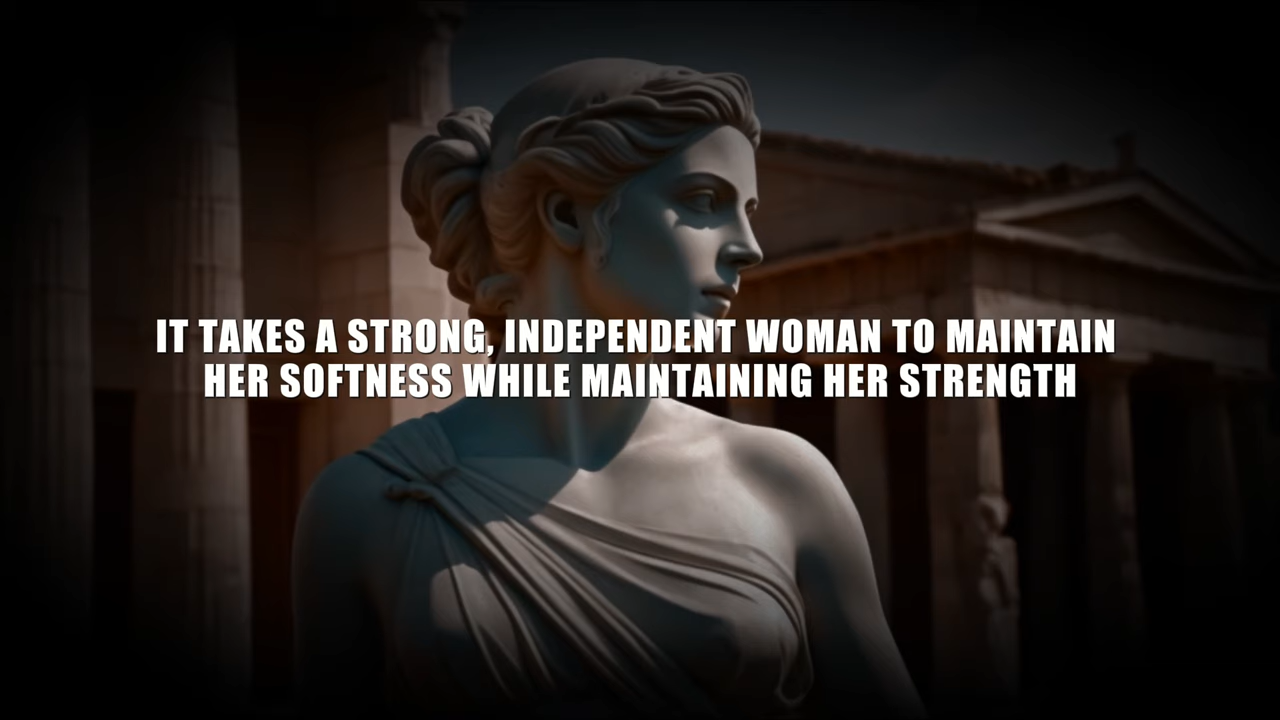 IT TAKES A STRONG, INDEPENDENT WOMAN TO MAINTAIN
HER SOFTNESS WHILE MAINTAINING HER STRENGTH